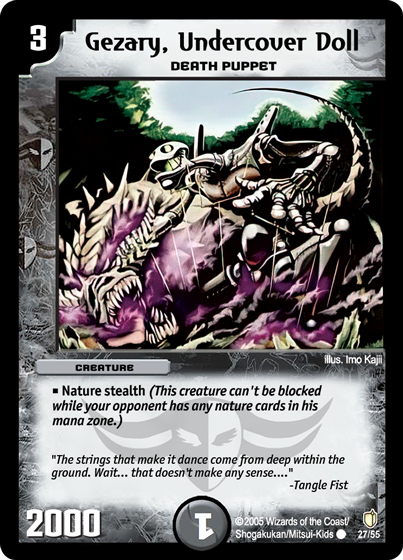 3
Gezary, Undercover Doll
DEATH PUPPET
illus. Imo Kajii
CREATURE
▪ Nature stealth (This creature can't be blocked
while your opponent has any nature cards in his
mana zone.)
"The strings that make it dance come from deep within the
ground. Wait... that doesn't make any sense...."
-Tangle Fist
2000
1
©2005 Wizards of the Coast/
Shogakukan/Mitsui-Kids ● 27/55